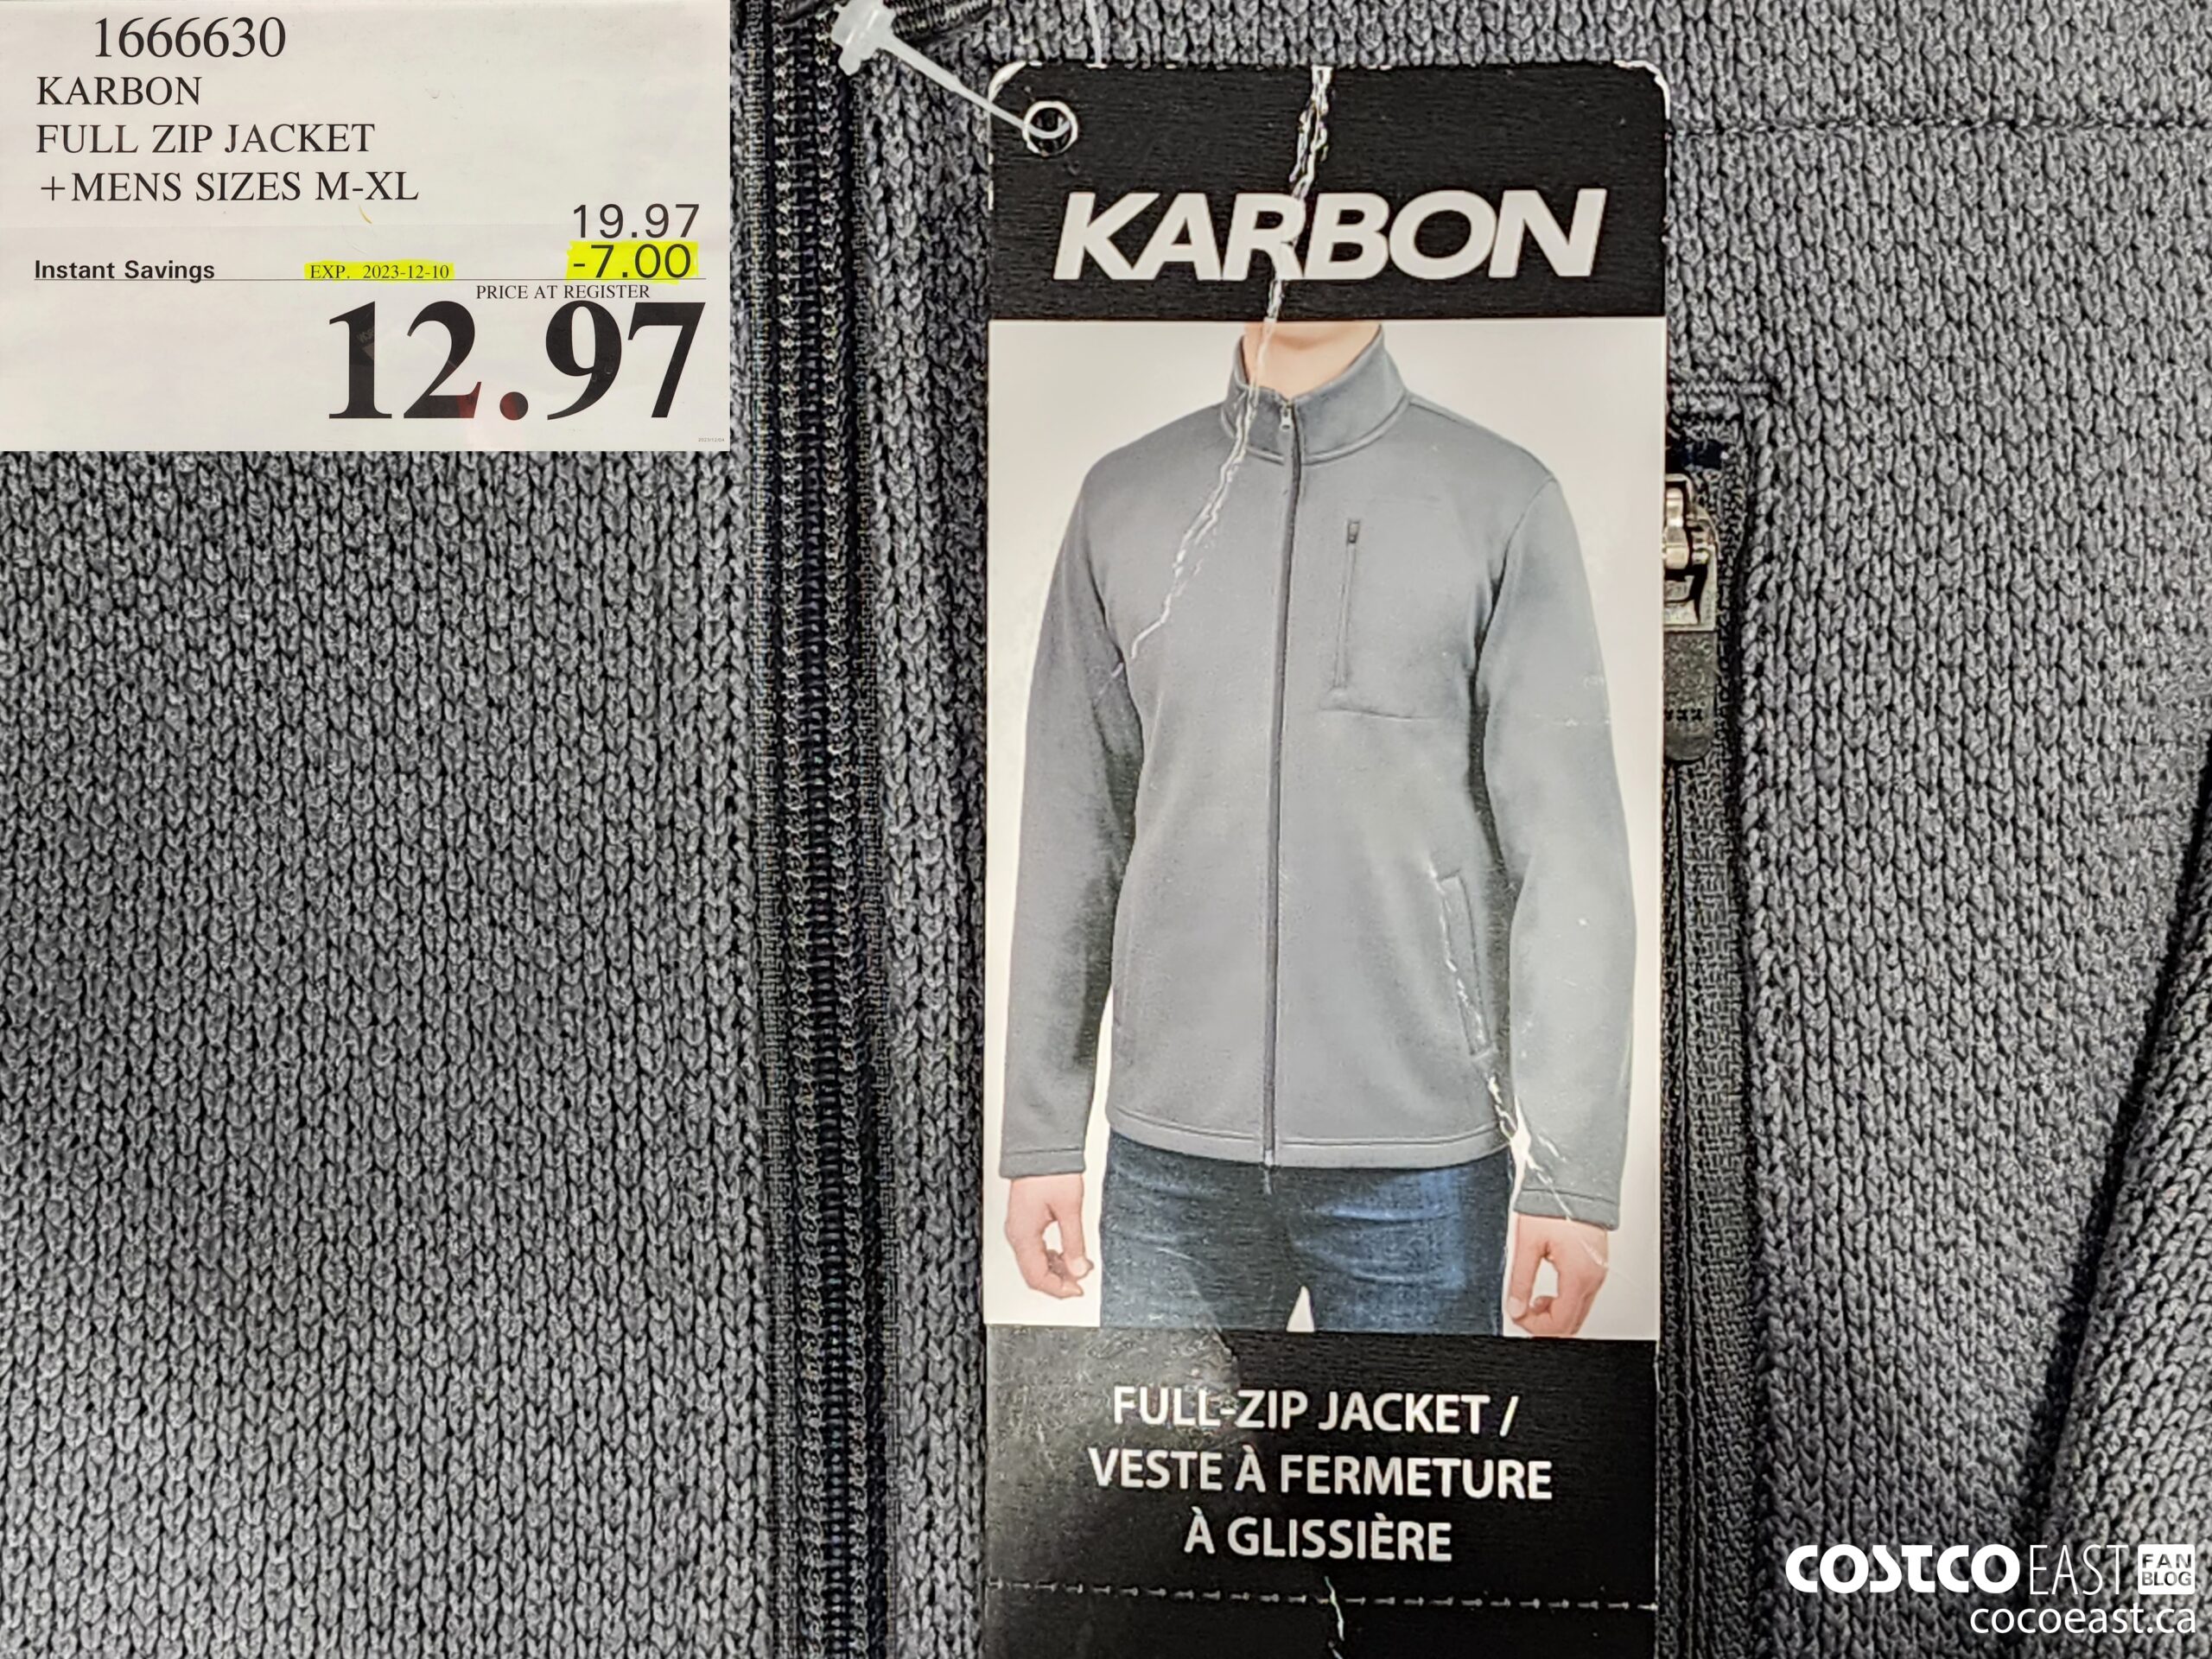 1666630
KARBON
FULL ZIP JACKET
+MENS SIZES M-XL
19.97
Instant Savings EXP. 2023-12-10 -7.00
PRICE AT REGISTER
12.97
KARBON
FULL-ZIP JACKET /
VESTE À FERMETURE
À GLISSIÈRE
COSTCO EAST FAN BLOG
cocoeast.ca